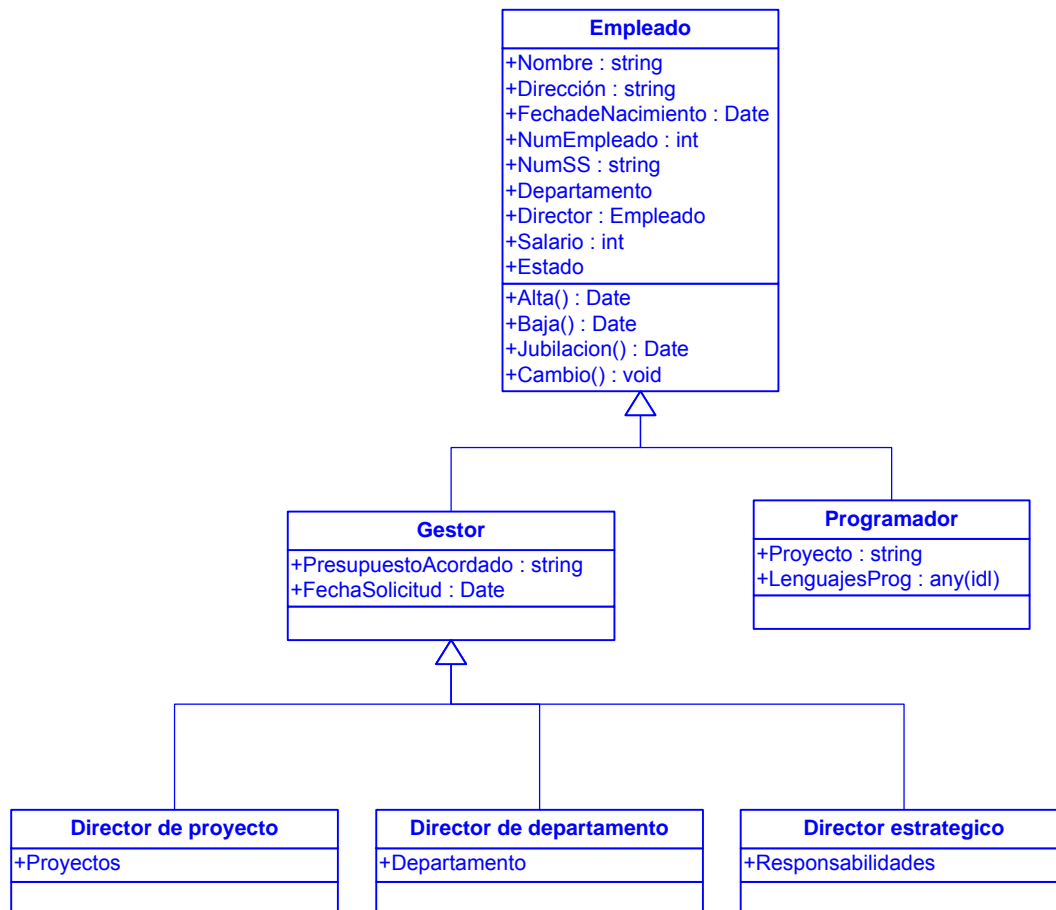 Empleado
+Nombre : string
+Dirección : string
+FechadeNacimiento : Date
+NumEmpleado : int
+NumSS : string
+Departamento
+Director : Empleado
+Salario : int
+Estado
+Alta() : Date
+Baja() : Date
+Jubilacion() : Date
+Cambio() : void
Gestor
+PresupuestoAcordado : string
+FechaSolicitud : Date
Programador
+Proyecto : string
+LenguajesProg : any(idl)
Director de proyecto
+Proyectos
Director de departamento
+Departamento
Director estrategico
+Responsabilidades